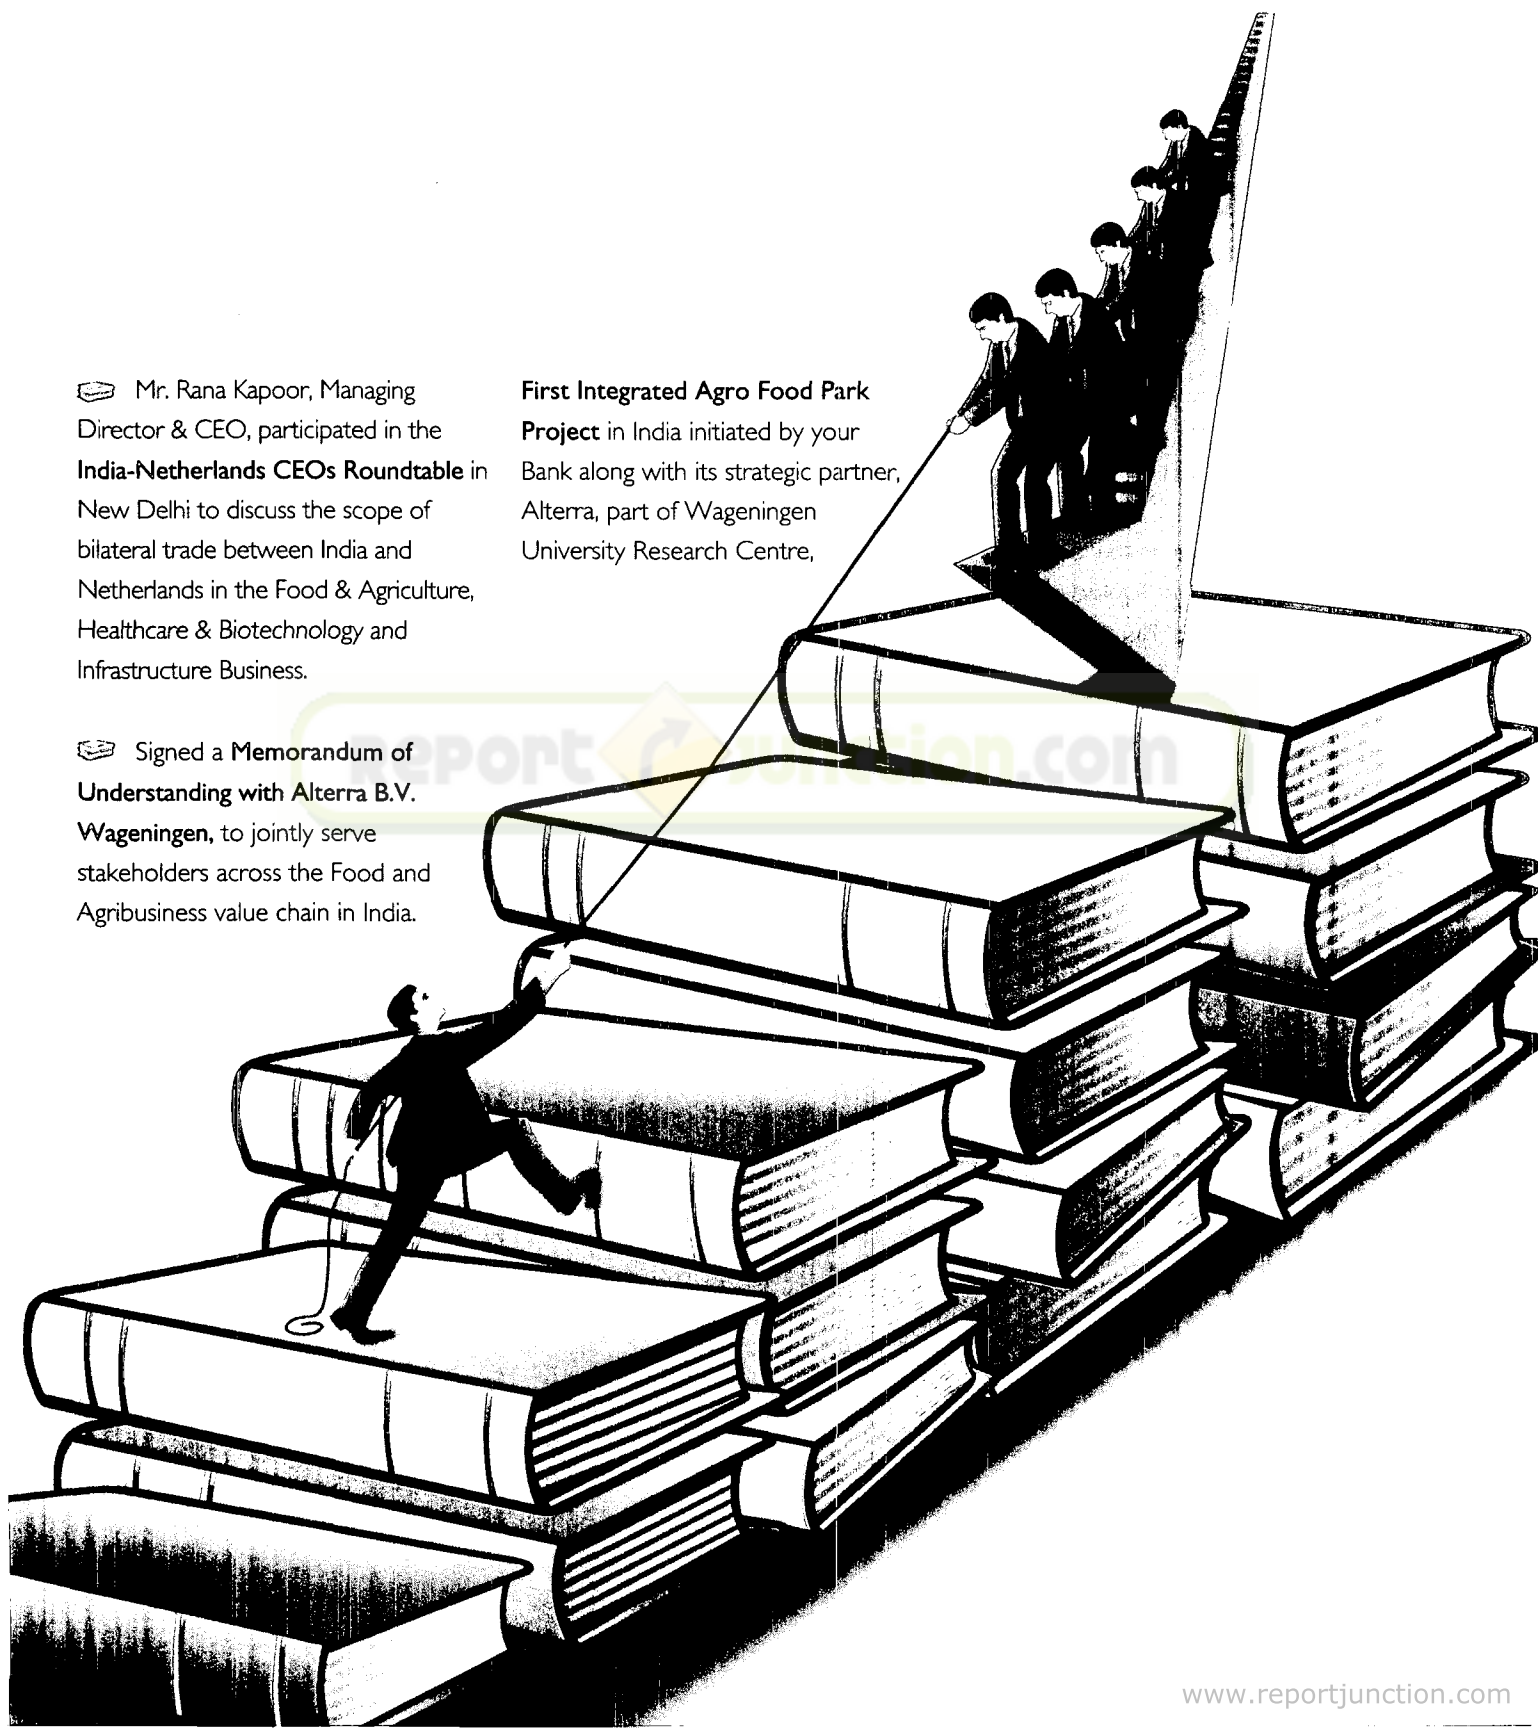 Mr. Rana Kapoor, Managing
Director & CEO, participated in the
India-Netherlands CEOs Roundtable in
New Delhi to discuss the scope of
bilateral trade between India and
Netherlands in the Food & Agriculture,
Healthcare & Biotechnology and
Infrastructure Business.
Signed a Memorandum of
Understanding with Alterra B.V.
Wageningen, to jointly serve
stakeholders across the Food and
Agribusiness value chain in India.
First Integrated Agro Food Park
Project in India initiated by your
Bank along with its strategic partner,
Alterra, part of Wageningen
University Research Centre,
report junction.com
www.reportjunction.com